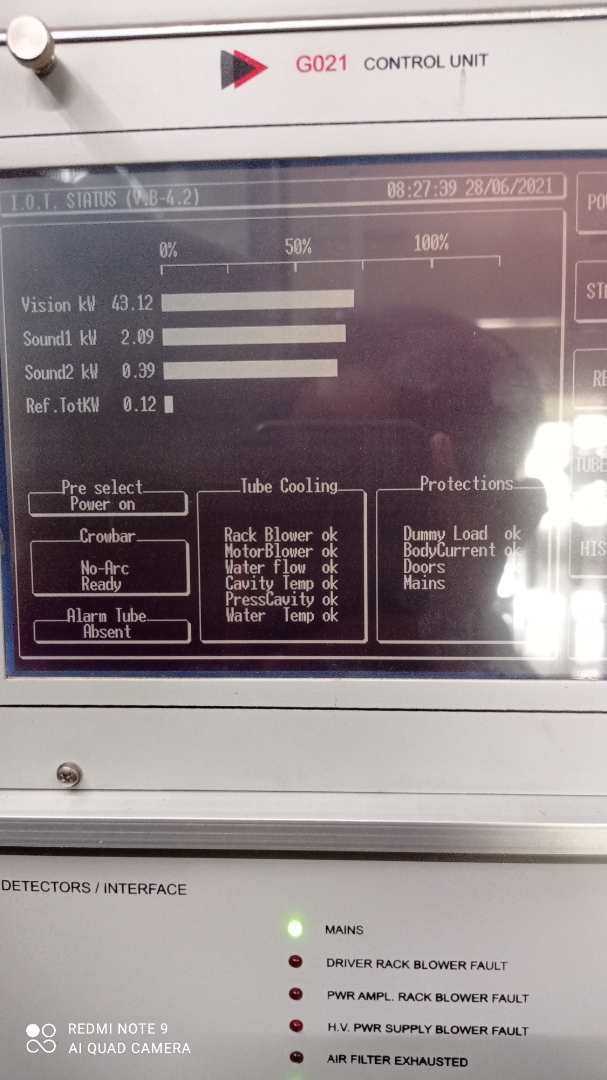 G021 CONTROL UNIT
I.O.T. STATUS (V.B-4.2) 08:27:39 28/06/2021
0% 50% 100%
Vision kW 43.12
Sound1 kW 2.09
Sound2 kW 0.39
Ref.TotKW 0.12
Pre select
Power on
Crowbar
No-Arc
Ready
Alarm Tube
Absent
Tube Cooling
Rack Blower ok
MotorBlower ok
Water flow ok
Cavity Temp ok
PressCavity ok
Water Temp ok
Protections
Dummy Load ok
BodyCurrent ok
Doors
Mains
TUBE
HIS
DETECTORS / INTERFACE
MAINS
DRIVER RACK BLOWER FAULT
PWR AMPL. RACK BLOWER FAULT
H.V. PWR SUPPLY BLOWER FAULT
AIR FILTER EXHAUSTED
REDMI NOTE 9
AI QUAD CAMERA